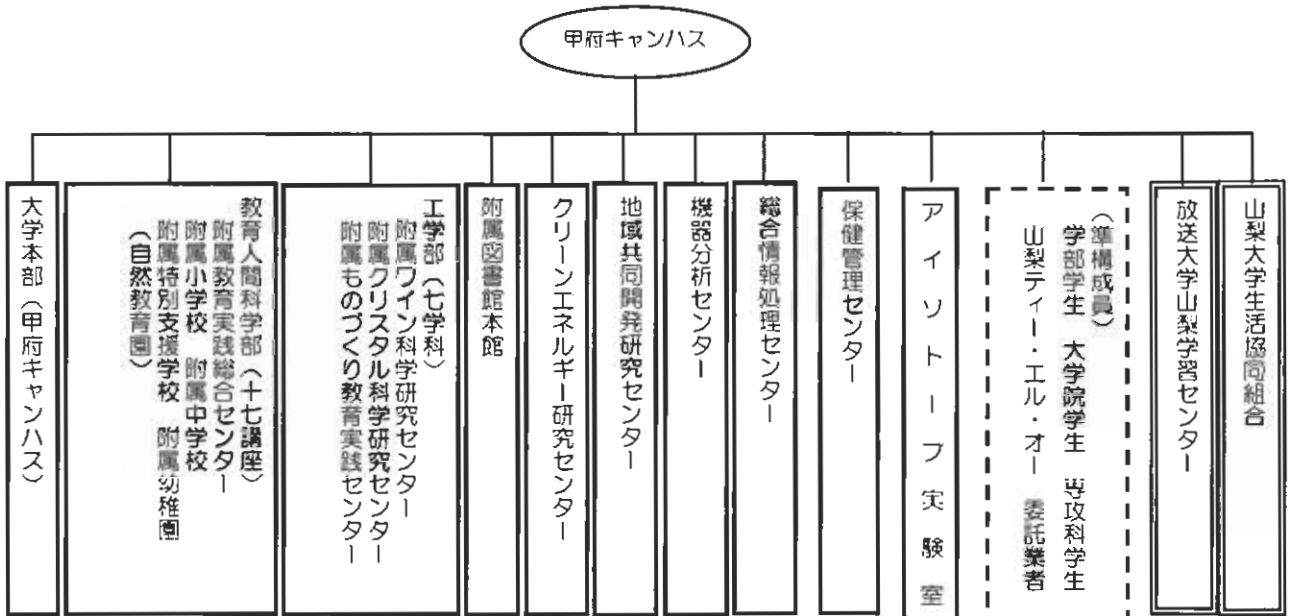 甲府キャンハス
大学本部（甲府キャンハス）
教育人間科学部（十七講座）
附属教育実践総合センター
附属小学校　附属中学校
附属特別支援学校　附属幼稚園
（自然教育園）
工学部（七学科）
附属ワイン科学研究センター
附属クリスタル科学研究センター
附属ものづくり教育実践センター
附属図書館本館
クリーンエネルギー研究センター
地域共同開発研究センター
機器分析センター
総合情報処理センター
保健管理センター
アイソトープ実験室
（準構成員）
学部学生　大学院学生　専攻科学生
山梨ティー・エル・オー　委託業者
放送大学山梨学習センター
山梨大学生活協同組合